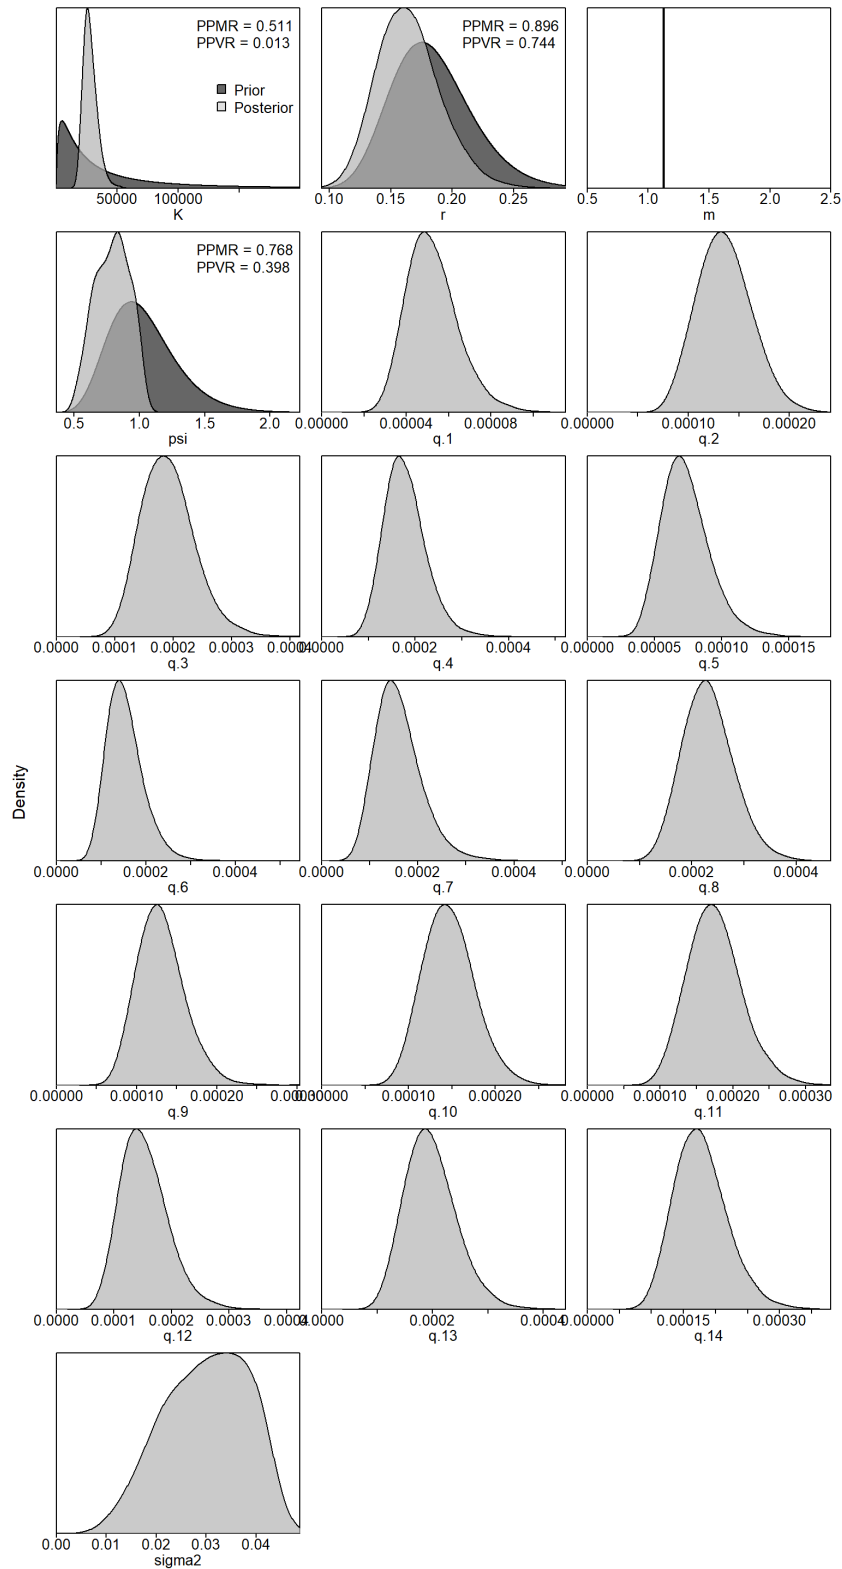 PPMR = 0.511
PPVR = 0.013
Prior
Posterior
50000 100000
K
PPMR = 0.896
PPVR = 0.744
0.10 0.15 0.20 0.25
r
0.5 1.0 1.5 2.0 2.5
m
PPMR = 0.768
PPVR = 0.398
0.5 1.0 1.5 2.0
psi
0.00000 0.00004 0.00008
q.1
0.00000 0.00010 0.00020
q.2
0.0000 0.0001 0.0002 0.0003 0.0004
q.3
0.0000 0.0002 0.0004
q.4
0.00000 0.00005 0.00010 0.00015
q.5
Density
0.0000 0.0002 0.0004
q.6
0.0000 0.0002 0.0004
q.7
0.0000 0.0002 0.0004
q.8
0.00000 0.00010 0.00020 0.00030
q.9
0.00000 0.00010 0.00020
q.10
0.00000 0.00010 0.00020 0.00030
q.11
0.0000 0.0001 0.0002 0.0003 0.0004
q.12
0.0000 0.0002 0.0004
q.13
0.00000 0.00015 0.00030
q.14
0.00 0.01 0.02 0.03 0.04
sigma2